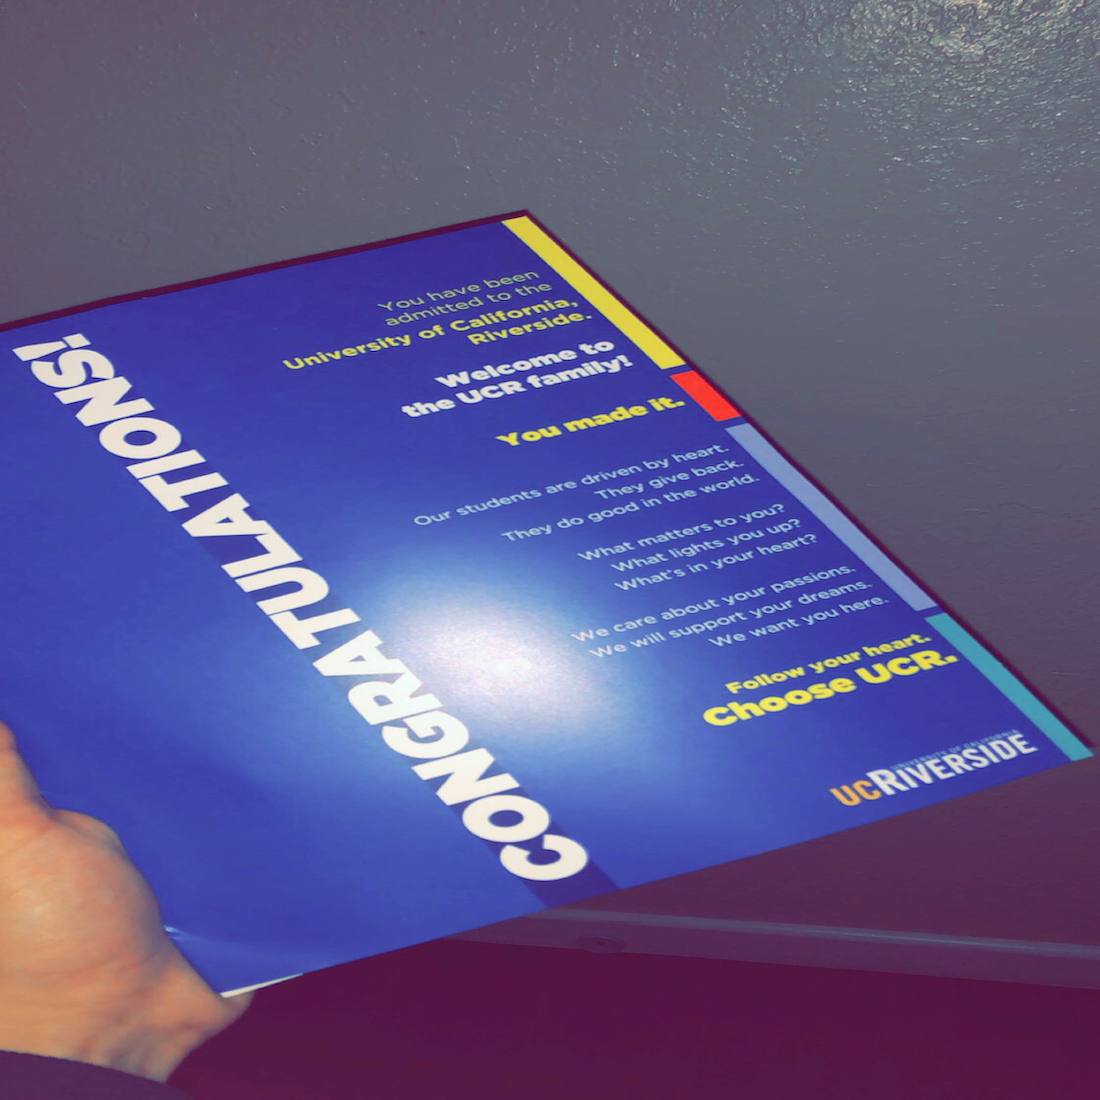 CONGRATULATIONS!
You have been
admitted to the
University of California,
Riverside.
Welcome to
the UCR family!
You made it.
Our students are driven by heart.
They give back.
They do good in the world.
What matters to you?
What lights you up?
What's in your heart?
We care about your passions.
We will support your dreams.
We want you here.
Follow your heart.
Choose UCR.
UNIVERSITY OF CALIFORNIA
UCRIVERSIDE